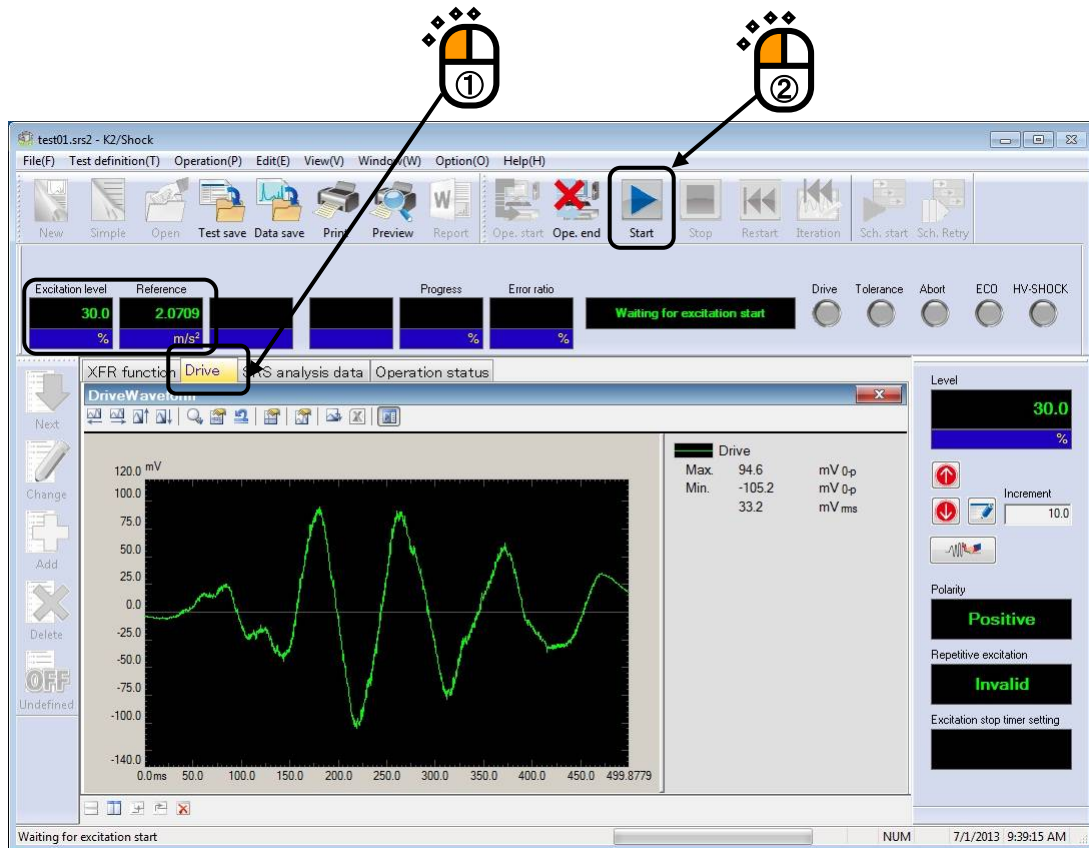 ① ②
test01.srs2 - K2/Shock
File(F) Test definition(T) Operation(P) Edit(E) View(V) Window(W) Option(O) Help(H)
New Simple Open Test save Data save Print Preview Report Ope. start Ope. end Start Stop Restart Iteration Sch. start Sch. Retry
Excitation level Reference Progress Error ratio Drive Tolerance Abort ECO HV-SHOCK
30.0 2.0709 Waiting for excitation start
% m/s² % %
XFR function Drive SRS analysis data Operation status
DriveWaveform
Next
Change
Add
Delete
OFF
Undefined
120.0 mV
100.0
75.0
50.0
25.0
0.0
-25.0
-50.0
-75.0
-100.0
-140.0
0.0ms 50.0 100.0 150.0 200.0 250.0 300.0 350.0 400.0 450.0 499.8779
Drive
Max. 94.6 mV 0-p
Min. -105.2 mV 0-p
33.2 mV rms
Level
30.0
%
Increment
10.0
Polarity
Positive
Repetitive excitation
Invalid
Excitation stop timer setting
Waiting for excitation start NUM 7/1/2013 9:39:15 AM